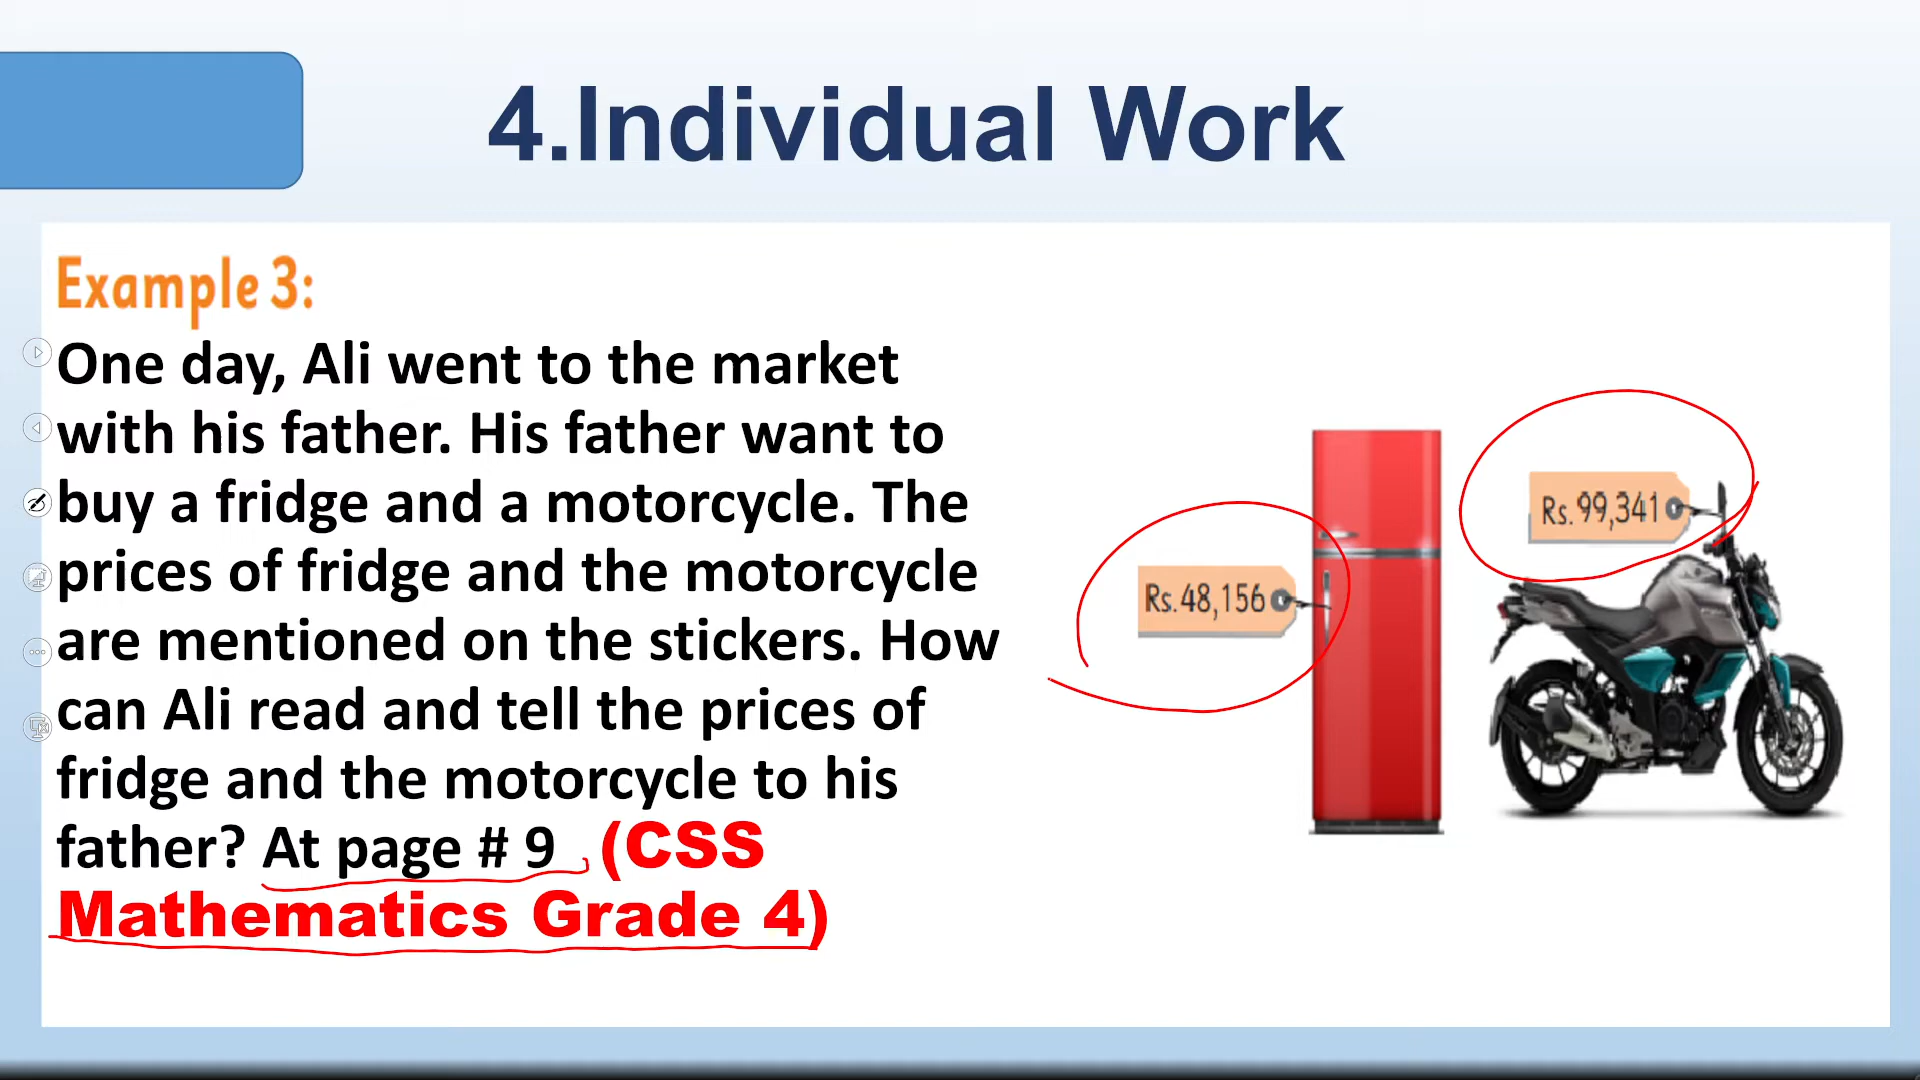 4.Individual Work
Example 3:
One day, Ali went to the market
with his father. His father want to
buy a fridge and a motorcycle. The
prices of fridge and the motorcycle
are mentioned on the stickers. How
can Ali read and tell the prices of
fridge and the motorcycle to his
father? At page # 9 (CSS
Mathematics Grade 4)
Rs.48,156
Rs.99,341